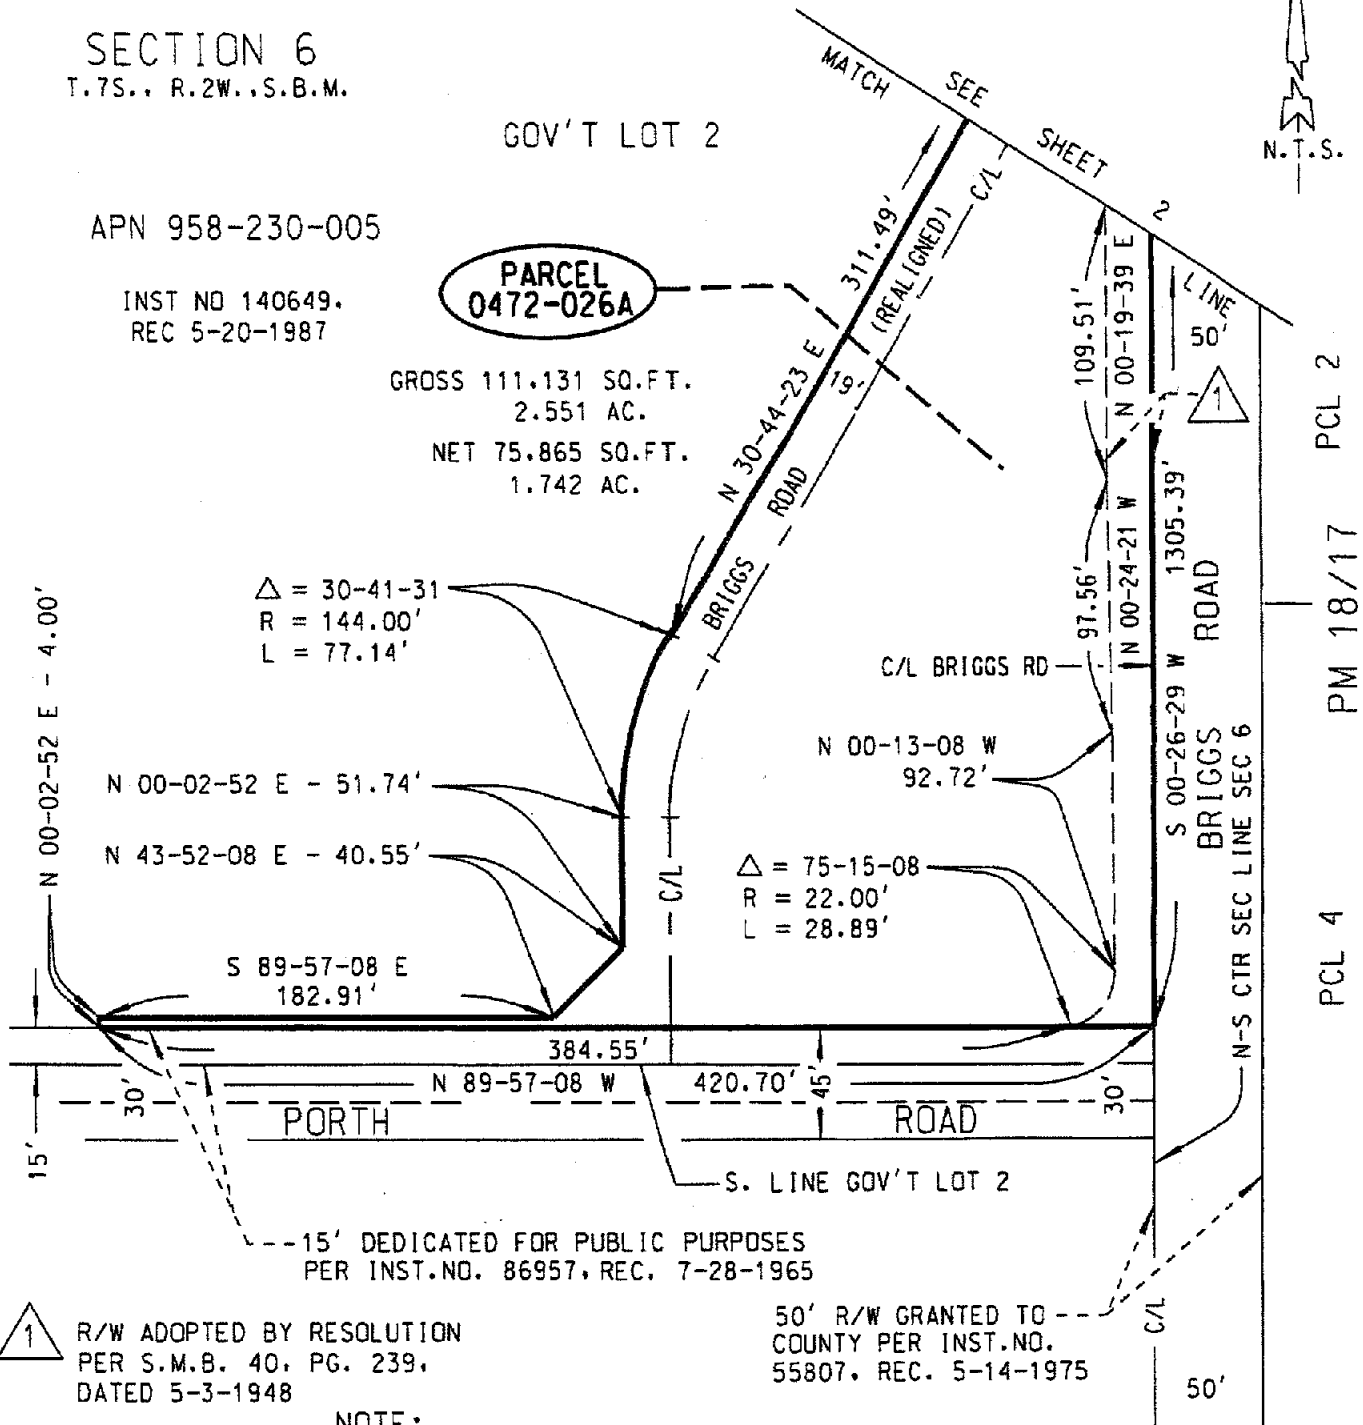 SECTION 6
T.7S., R.2W.,S.B.M.
GOV'T LOT 2
MATCH
SEE
SHEET
2
LINE
N.T.S.
APN 958-230-005
INST NO 140649.
REC 5-20-1987
PARCEL
0472-026A
GROSS 111.131 SQ.FT.
2.551 AC.
NET 75.865 SQ.FT.
1.742 AC.
311.49'
N 30-44-23 E
19'
(REALIGNED)
C/L
BRIGGS ROAD
109.51'
N 00-19-39 E
50'
1
97.56'
N 00-24-21 W
1305.39'
S 00-26-29 W
BRIGGS ROAD
N-S CTR SEC LINE SEC 6
PCL 2
PM 18/17
PCL 4
Δ = 30-41-31
R = 144.00'
L = 77.14'
N 00-02-52 E - 4.00'
C/L BRIGGS RD
N 00-13-08 W
92.72'
N 00-02-52 E - 51.74'
N 43-52-08 E - 40.55'
C/L
Δ = 75-15-08
R = 22.00'
L = 28.89'
S 89-57-08 E
182.91'
384.55'
N 89-57-08 W 420.70'
45'
30'
30'
15'
PORTH ROAD
S. LINE GOV'T LOT 2
15' DEDICATED FOR PUBLIC PURPOSES
PER INST.NO. 86957, REC. 7-28-1965
1
R/W ADOPTED BY RESOLUTION
PER S.M.B. 40, PG. 239,
DATED 5-3-1948
50' R/W GRANTED TO
COUNTY PER INST.NO.
55807. REC. 5-14-1975
C/L
50'
NOTE: